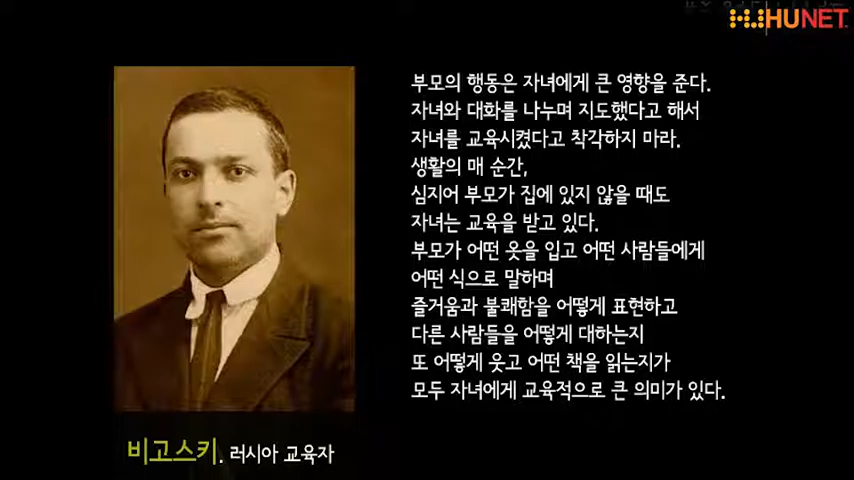 HUNET
부모의 행동은 자녀에게 큰 영향을 준다.
자녀와 대화를 나누며 지도했다고 해서
자녀를 교육시켰다고 착각하지 마라.
생활의 매 순간,
심지어 부모가 집에 있지 않을 때도
자녀는 교육을 받고 있다.
부모가 어떤 옷을 입고 어떤 사람들에게
어떤 식으로 말하며
즐거움과 불쾌함을 어떻게 표현하고
다른 사람들을 어떻게 대하는지
또 어떻게 웃고 어떤 책을 읽는지가
모두 자녀에게 교육적으로 큰 의미가 있다.
비고스키. 러시아 교육자